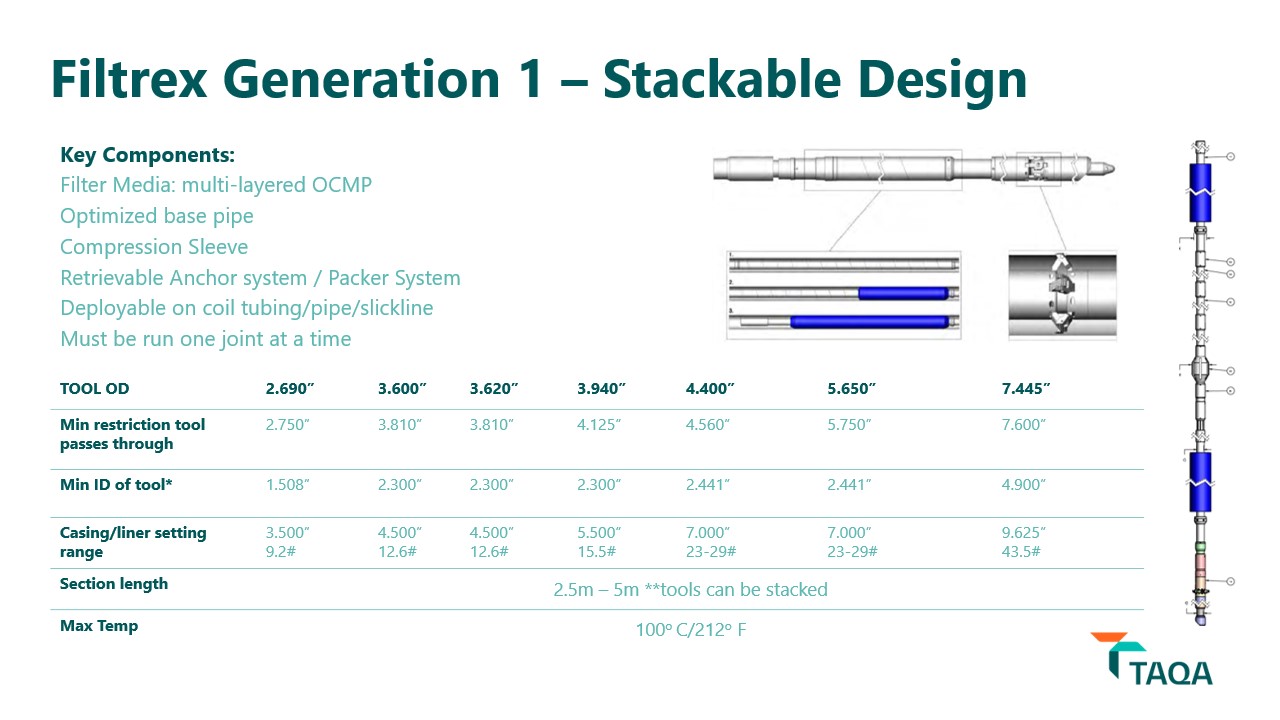 Filtrex Generation 1 – Stackable Design
Key Components:
Filter Media: multi-layered OCMP
Optimized base pipe
Compression Sleeve
Retrievable Anchor system / Packer System
Deployable on coil tubing/pipe/slickline
Must be run one joint at a time
1.
2.
3.
TOOL OD 2.690” 3.600” 3.620” 3.940” 4.400” 5.650” 7.445”
Min restriction tool 2.750” 3.810” 3.810” 4.125” 4.560” 5.750” 7.600”
passes through
Min ID of tool* 1.508” 2.300” 2.300” 2.300” 2.441” 2.441” 4.900”
Casing/liner setting 3.500” 4.500” 4.500” 5.500” 7.000” 7.000” 9.625”
range 9.2# 12.6# 12.6# 15.5# 23-29# 23-29# 43.5#
Section length 2.5m – 5m **tools can be stacked
Max Temp 100º C/212º F
TAQA